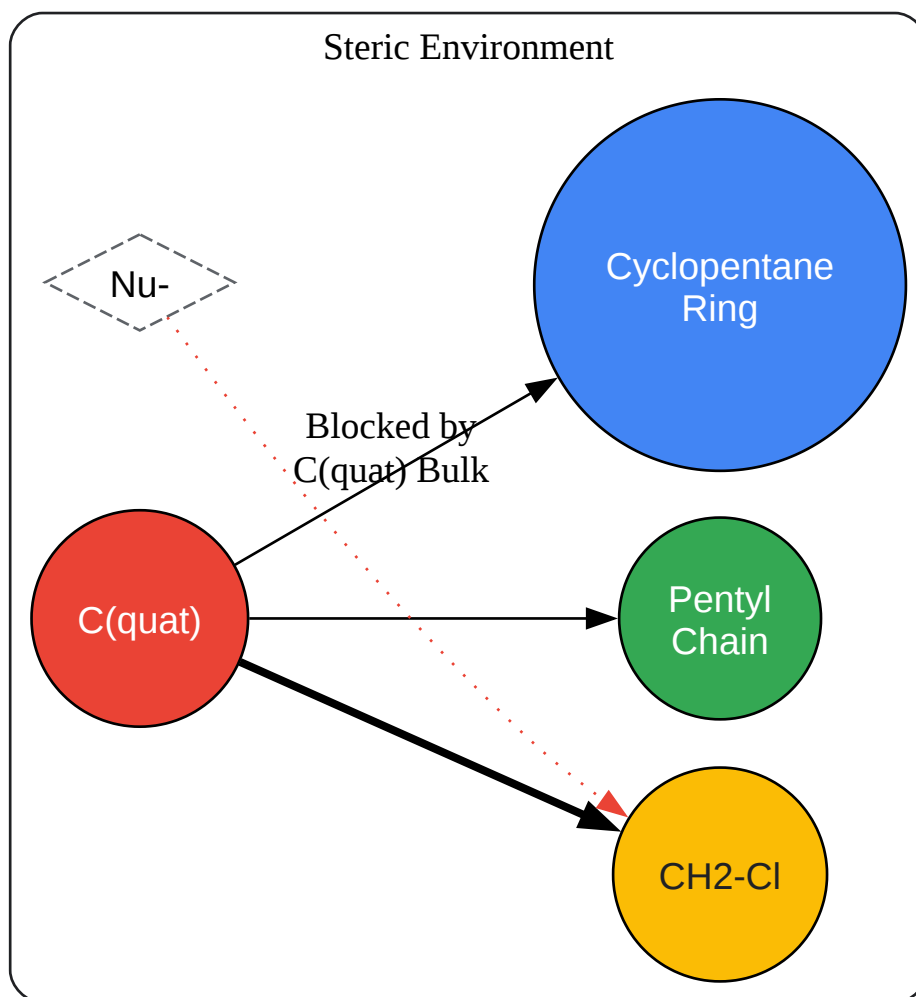 Steric Environment
Cyclopentane
Ring
Nu-
Blocked by
C(quat) Bulk
C(quat)
Pentyl
Chain
CH2-Cl